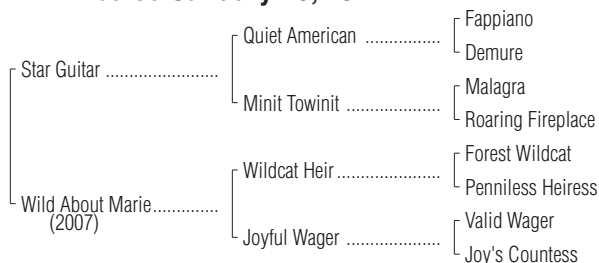 Fappiano
Quiet American ..................
Demure
Star Guitar ...........................
Malagra
Minit Towinit ......................
Roaring Fireplace
Forest Wildcat
Wildcat Heir.........................
Penniless Heiress
Wild About Marie................
(2007)
Valid Wager
Joyful Wager ......................
Joy's Countess